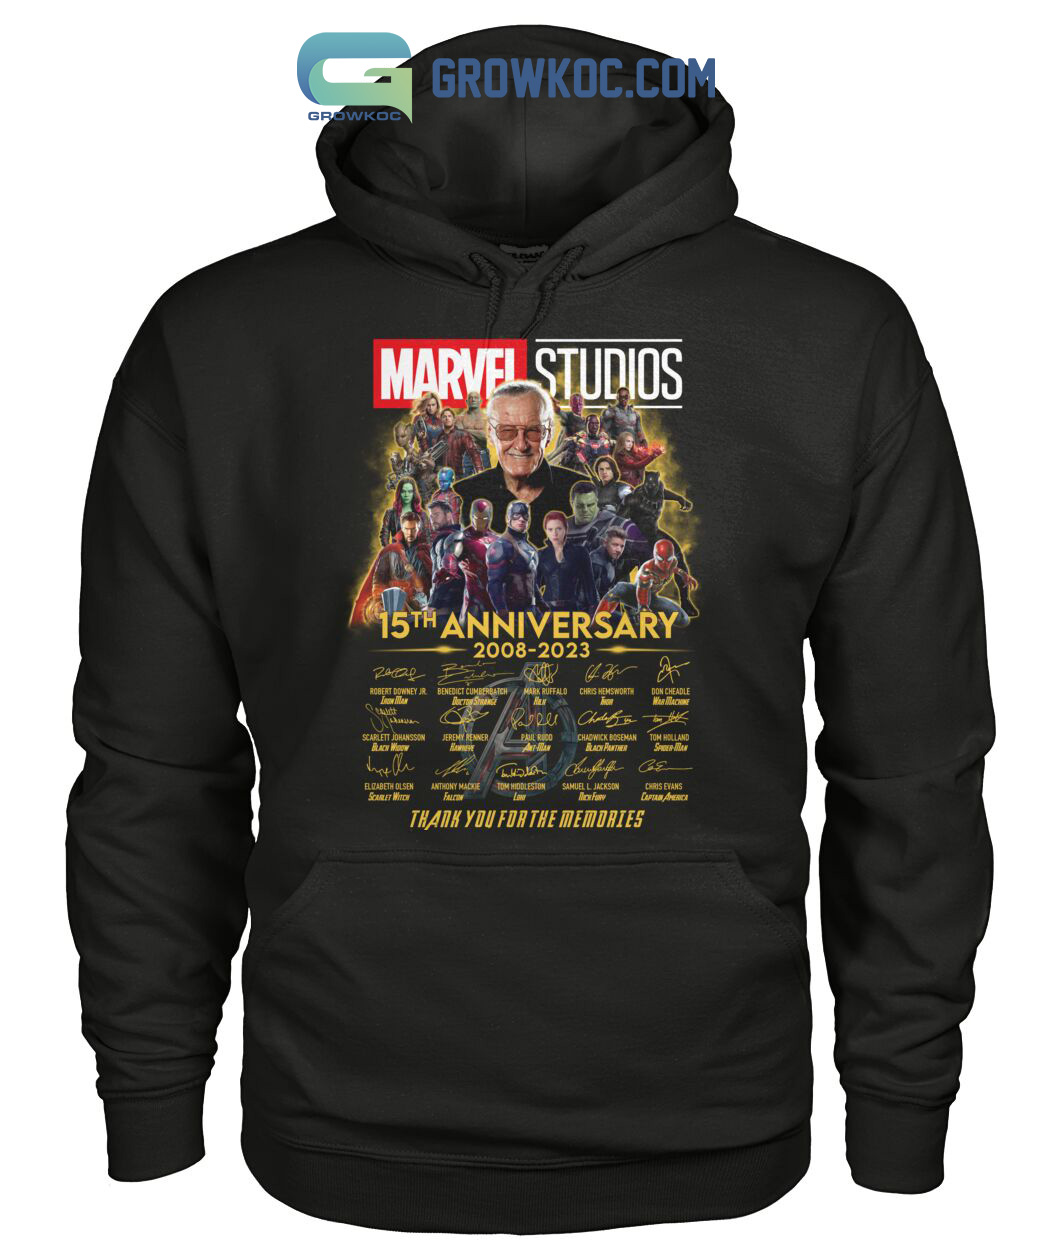 GROWKOC.COM
GROWKOC
MARVEL STUDIOS
15TH ANNIVERSARY
2008-2023
ROBERT DOWNEY JR. BENEDICT CUMBERBATCH MARK RUFFALO CHRIS HEMSWORTH DON CHEADLE
IRON MAN DOCTOR STRANGE HULK THOR WAR MACHINE
SCARLETT JOHANSSON JEREMY RENNER PAUL RUDD CHADWICK BOSEMAN TOM HOLLAND
BLACK WIDOW HAWKEYE ANT-MAN BLACK PANTHER SPIDER-MAN
ELIZABETH OLSEN ANTHONY MACKIE TOM HIDDLESTON SAMUEL L. JACKSON CHRIS EVANS
SCARLET WITCH FALCON LOKI NICK FURY CAPTAIN AMERICA
THANK YOU FOR THE MEMORIES